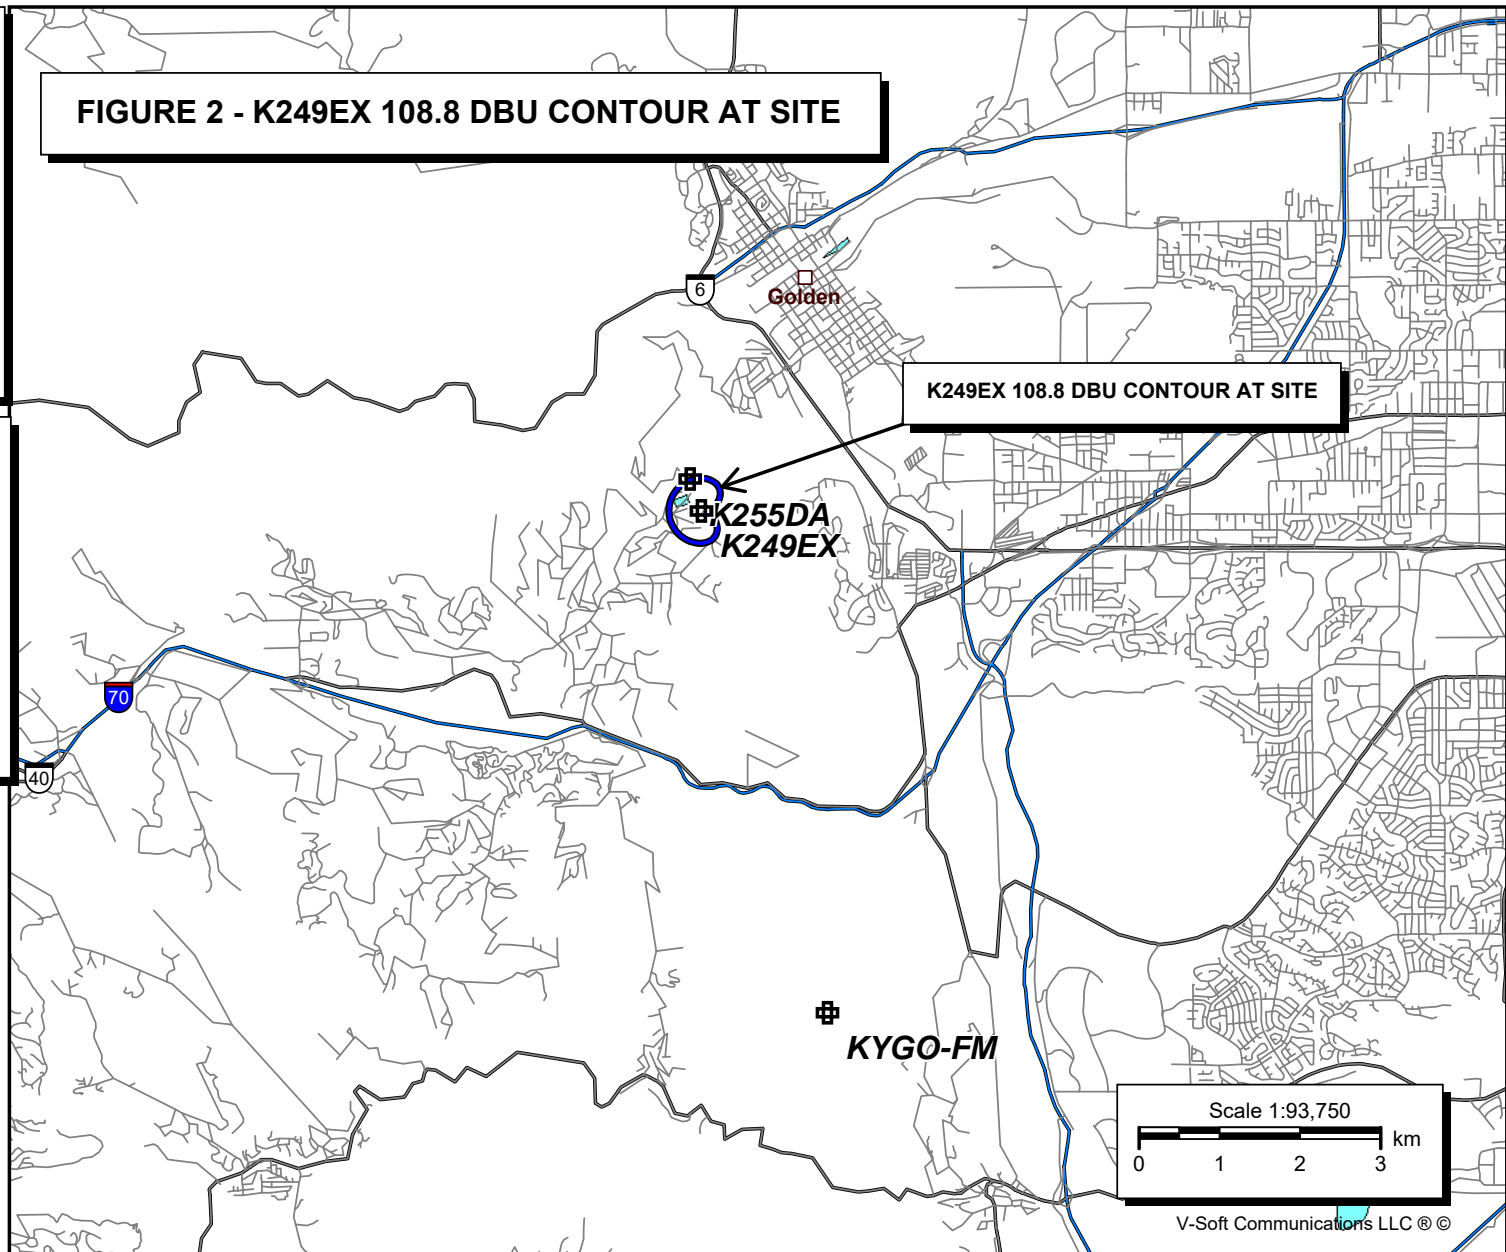 FIGURE 2 - K249EX 108.8 DBU CONTOUR AT SITE
6
Golden
K249EX 108.8 DBU CONTOUR AT SITE
K255DA
K249EX
70
40
KYGO-FM
Scale 1:93,750
km
0 1 2 3
V-Soft Communications LLC ® ©